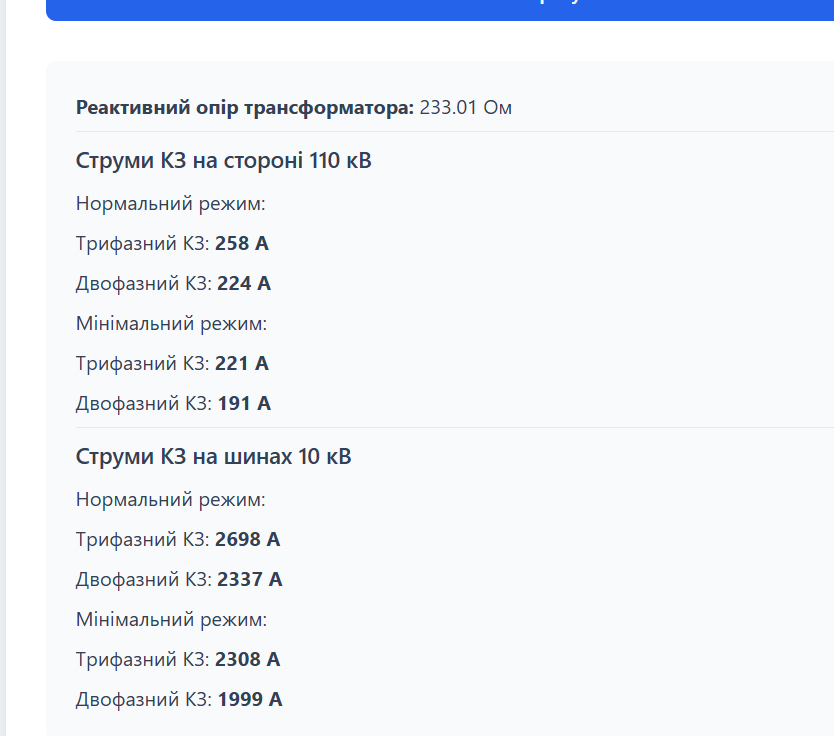 Реактивний опір трансформатора: 233.01 Ом
Струми КЗ на стороні 110 кВ
Нормальний режим:
Трифазний КЗ: 258 А
Двофазний КЗ: 224 А
Мінімальний режим:
Трифазний КЗ: 221 А
Двофазний КЗ: 191 А
Струми КЗ на шинах 10 кВ
Нормальний режим:
Трифазний КЗ: 2698 А
Двофазний КЗ: 2337 А
Мінімальний режим:
Трифазний КЗ: 2308 А
Двофазний КЗ: 1999 А